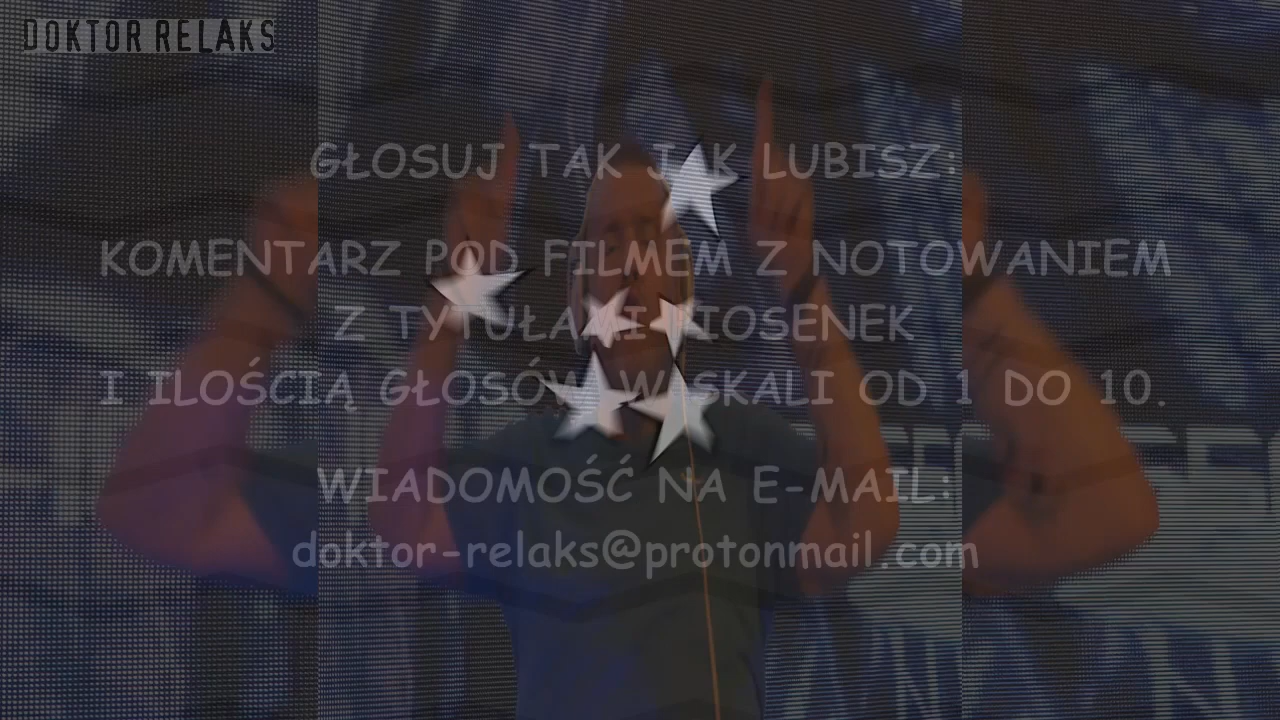 DOKTOR RELAKS
GŁOSUJ TAK JAK LUBISZ:
KOMENTARZ POD FILMEM Z NOTOWANIEM
Z TYTUŁAMI PIOSENEK
I ILOŚCIĄ GŁOSÓW W SKALI OD 1 DO 10.
WIADOMOŚĆ NA E-MAIL:
doktor-relaks@protonmail.com